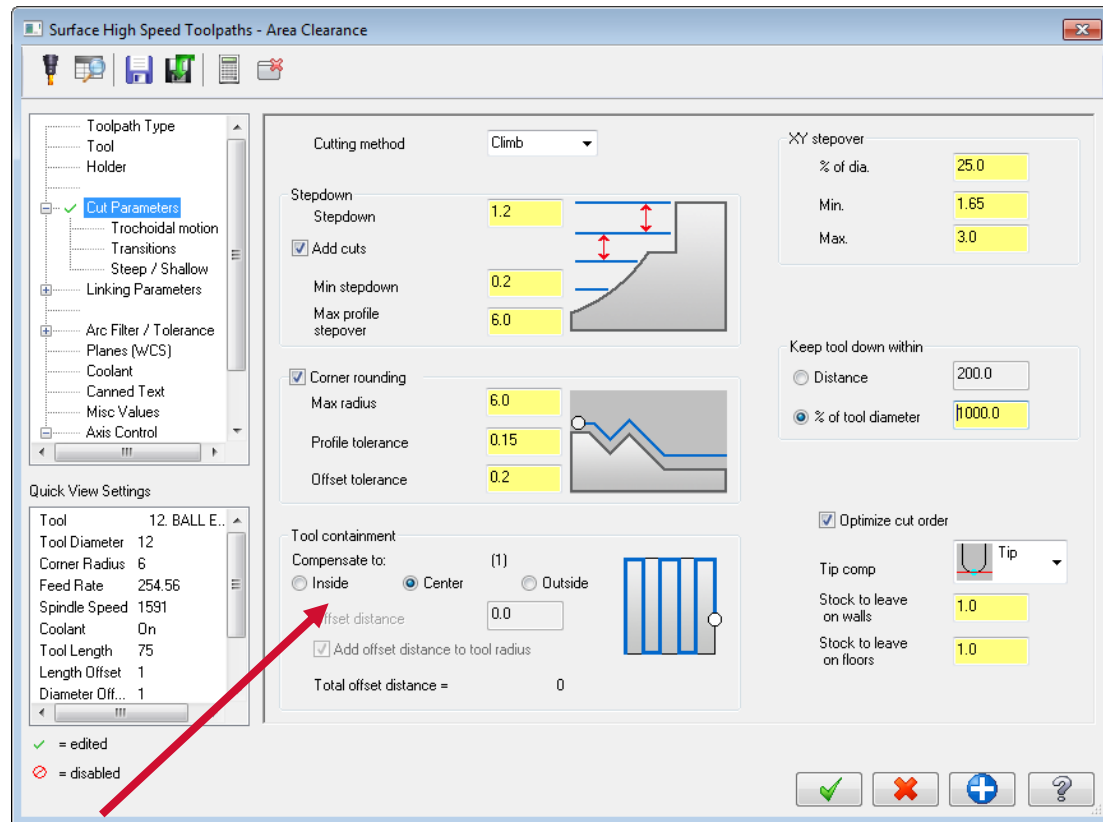 Surface High Speed Toolpaths - Area Clearance
Toolpath Type
Tool
Holder
Cut Parameters
Trochoidal motion
Transitions
Steep / Shallow
Linking Parameters
Arc Filter / Tolerance
Planes (WCS)
Coolant
Canned Text
Misc Values
Axis Control
Quick View Settings
Tool 12. BALL E...
Tool Diameter 12
Corner Radius 6
Feed Rate 254.56
Spindle Speed 1591
Coolant On
Tool Length 75
Length Offset 1
Diameter Off... 1
= edited
= disabled
Cutting method Climb
Stepdown
Stepdown 1.2
Add cuts
Min stepdown 0.2
Max profile
stepover 6.0
Corner rounding
Max radius 6.0
Profile tolerance 0.15
Offset tolerance 0.2
Tool containment
Compensate to: (1)
Inside Center Outside
Offset distance 0.0
Add offset distance to tool radius
Total offset distance = 0
XY stepover
% of dia. 25.0
Min. 1.65
Max. 3.0
Keep tool down within
Distance 200.0
% of tool diameter 1000.0
Optimize cut order
Tip comp Tip
Stock to leave
on walls 1.0
Stock to leave
on floors 1.0